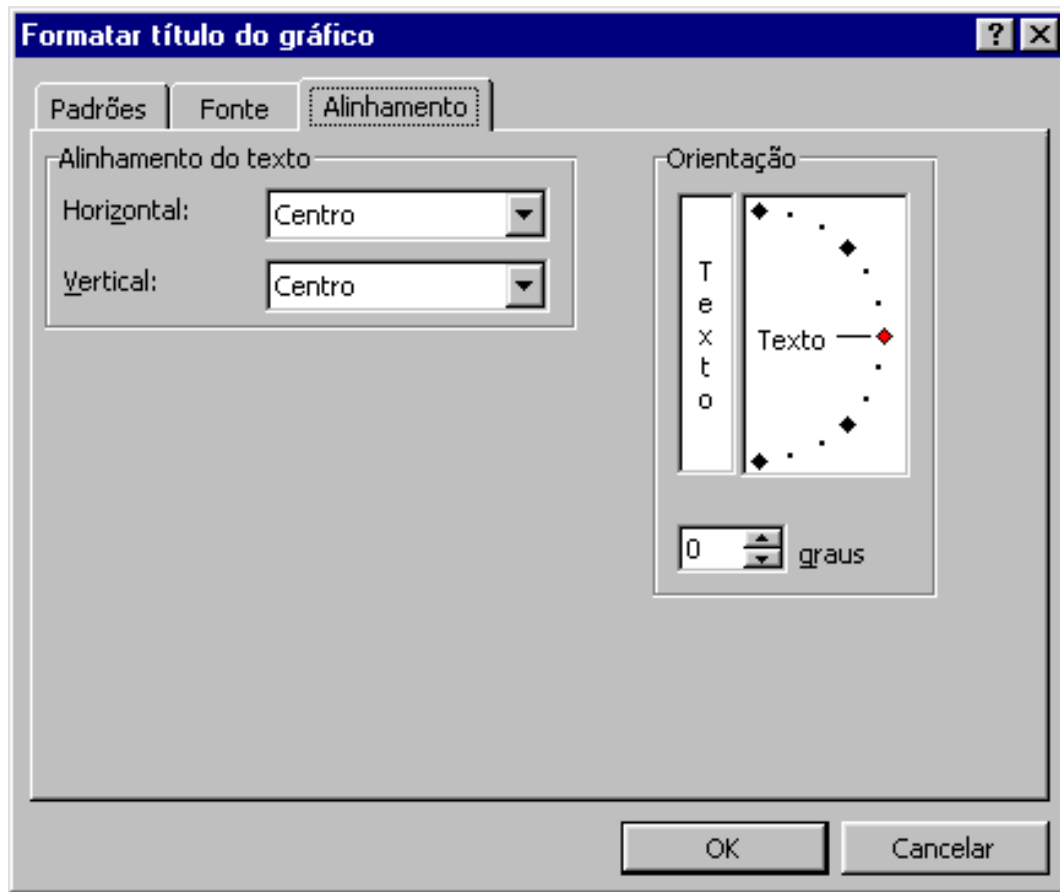 Formatar título do gráfico
Padrões Fonte Alinhamento
Alinhamento do texto
Horizontal: Centro
Vertical: Centro
Orientação
Texto
Texto
0 graus
OK Cancelar